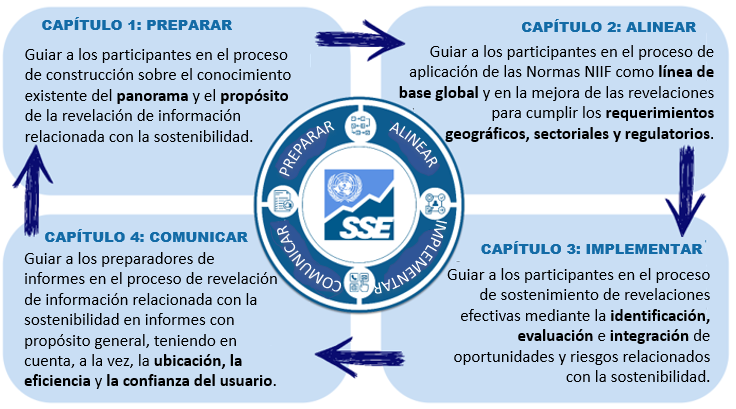 CAPÍTULO 1: PREPARAR
Guiar a los participantes en el proceso
de construcción sobre el conocimiento
existente del panorama y el propósito
de la revelación de información
relacionada con la sostenibilidad.
CAPÍTULO 2: ALINEAR
Guiar a los participantes en el proceso de
aplicación de las Normas NIIF como línea de
base global y en la mejora de las revelaciones
para cumplir los requerimientos
geográficos, sectoriales y regulatorios.
PREPARAR
ALINEAR
IMPLEMENTAR
COMUNICAR
SSE
CAPÍTULO 3: IMPLEMENTAR
Guiar a los participantes en el proceso
de sostenimiento de revelaciones
efectivas mediante la identificación,
evaluación e integración de
oportunidades y riesgos relacionados
con la sostenibilidad.
CAPÍTULO 4: COMUNICAR
Guiar a los preparadores de
informes en el proceso de revelación
de información relacionada con la
sostenibilidad en informes con
propósito general, teniendo en
cuenta, a la vez, la ubicación, la
eficiencia y la confianza del usuario.